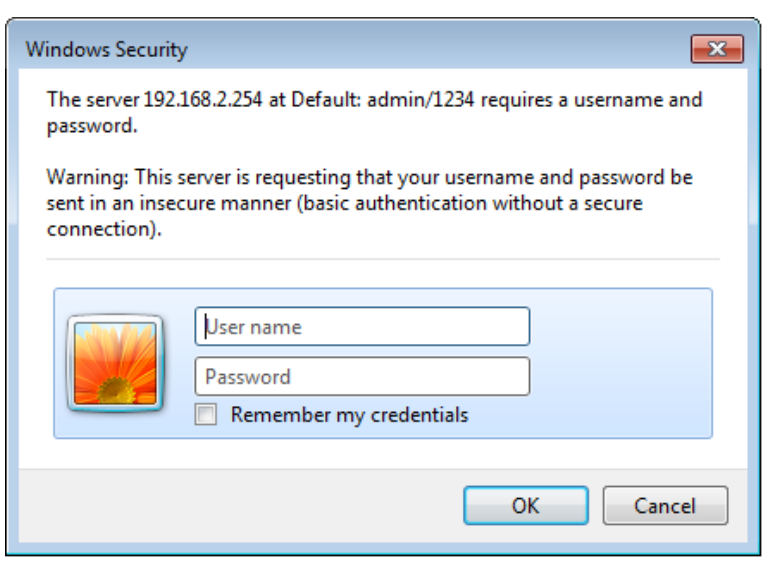 Windows Security
The server 192.168.2.254 at Default: admin/1234 requires a username and
password.
Warning: This server is requesting that your username and password be
sent in an insecure manner (basic authentication without a secure
connection).
User name
Password
Remember my credentials
OK
Cancel